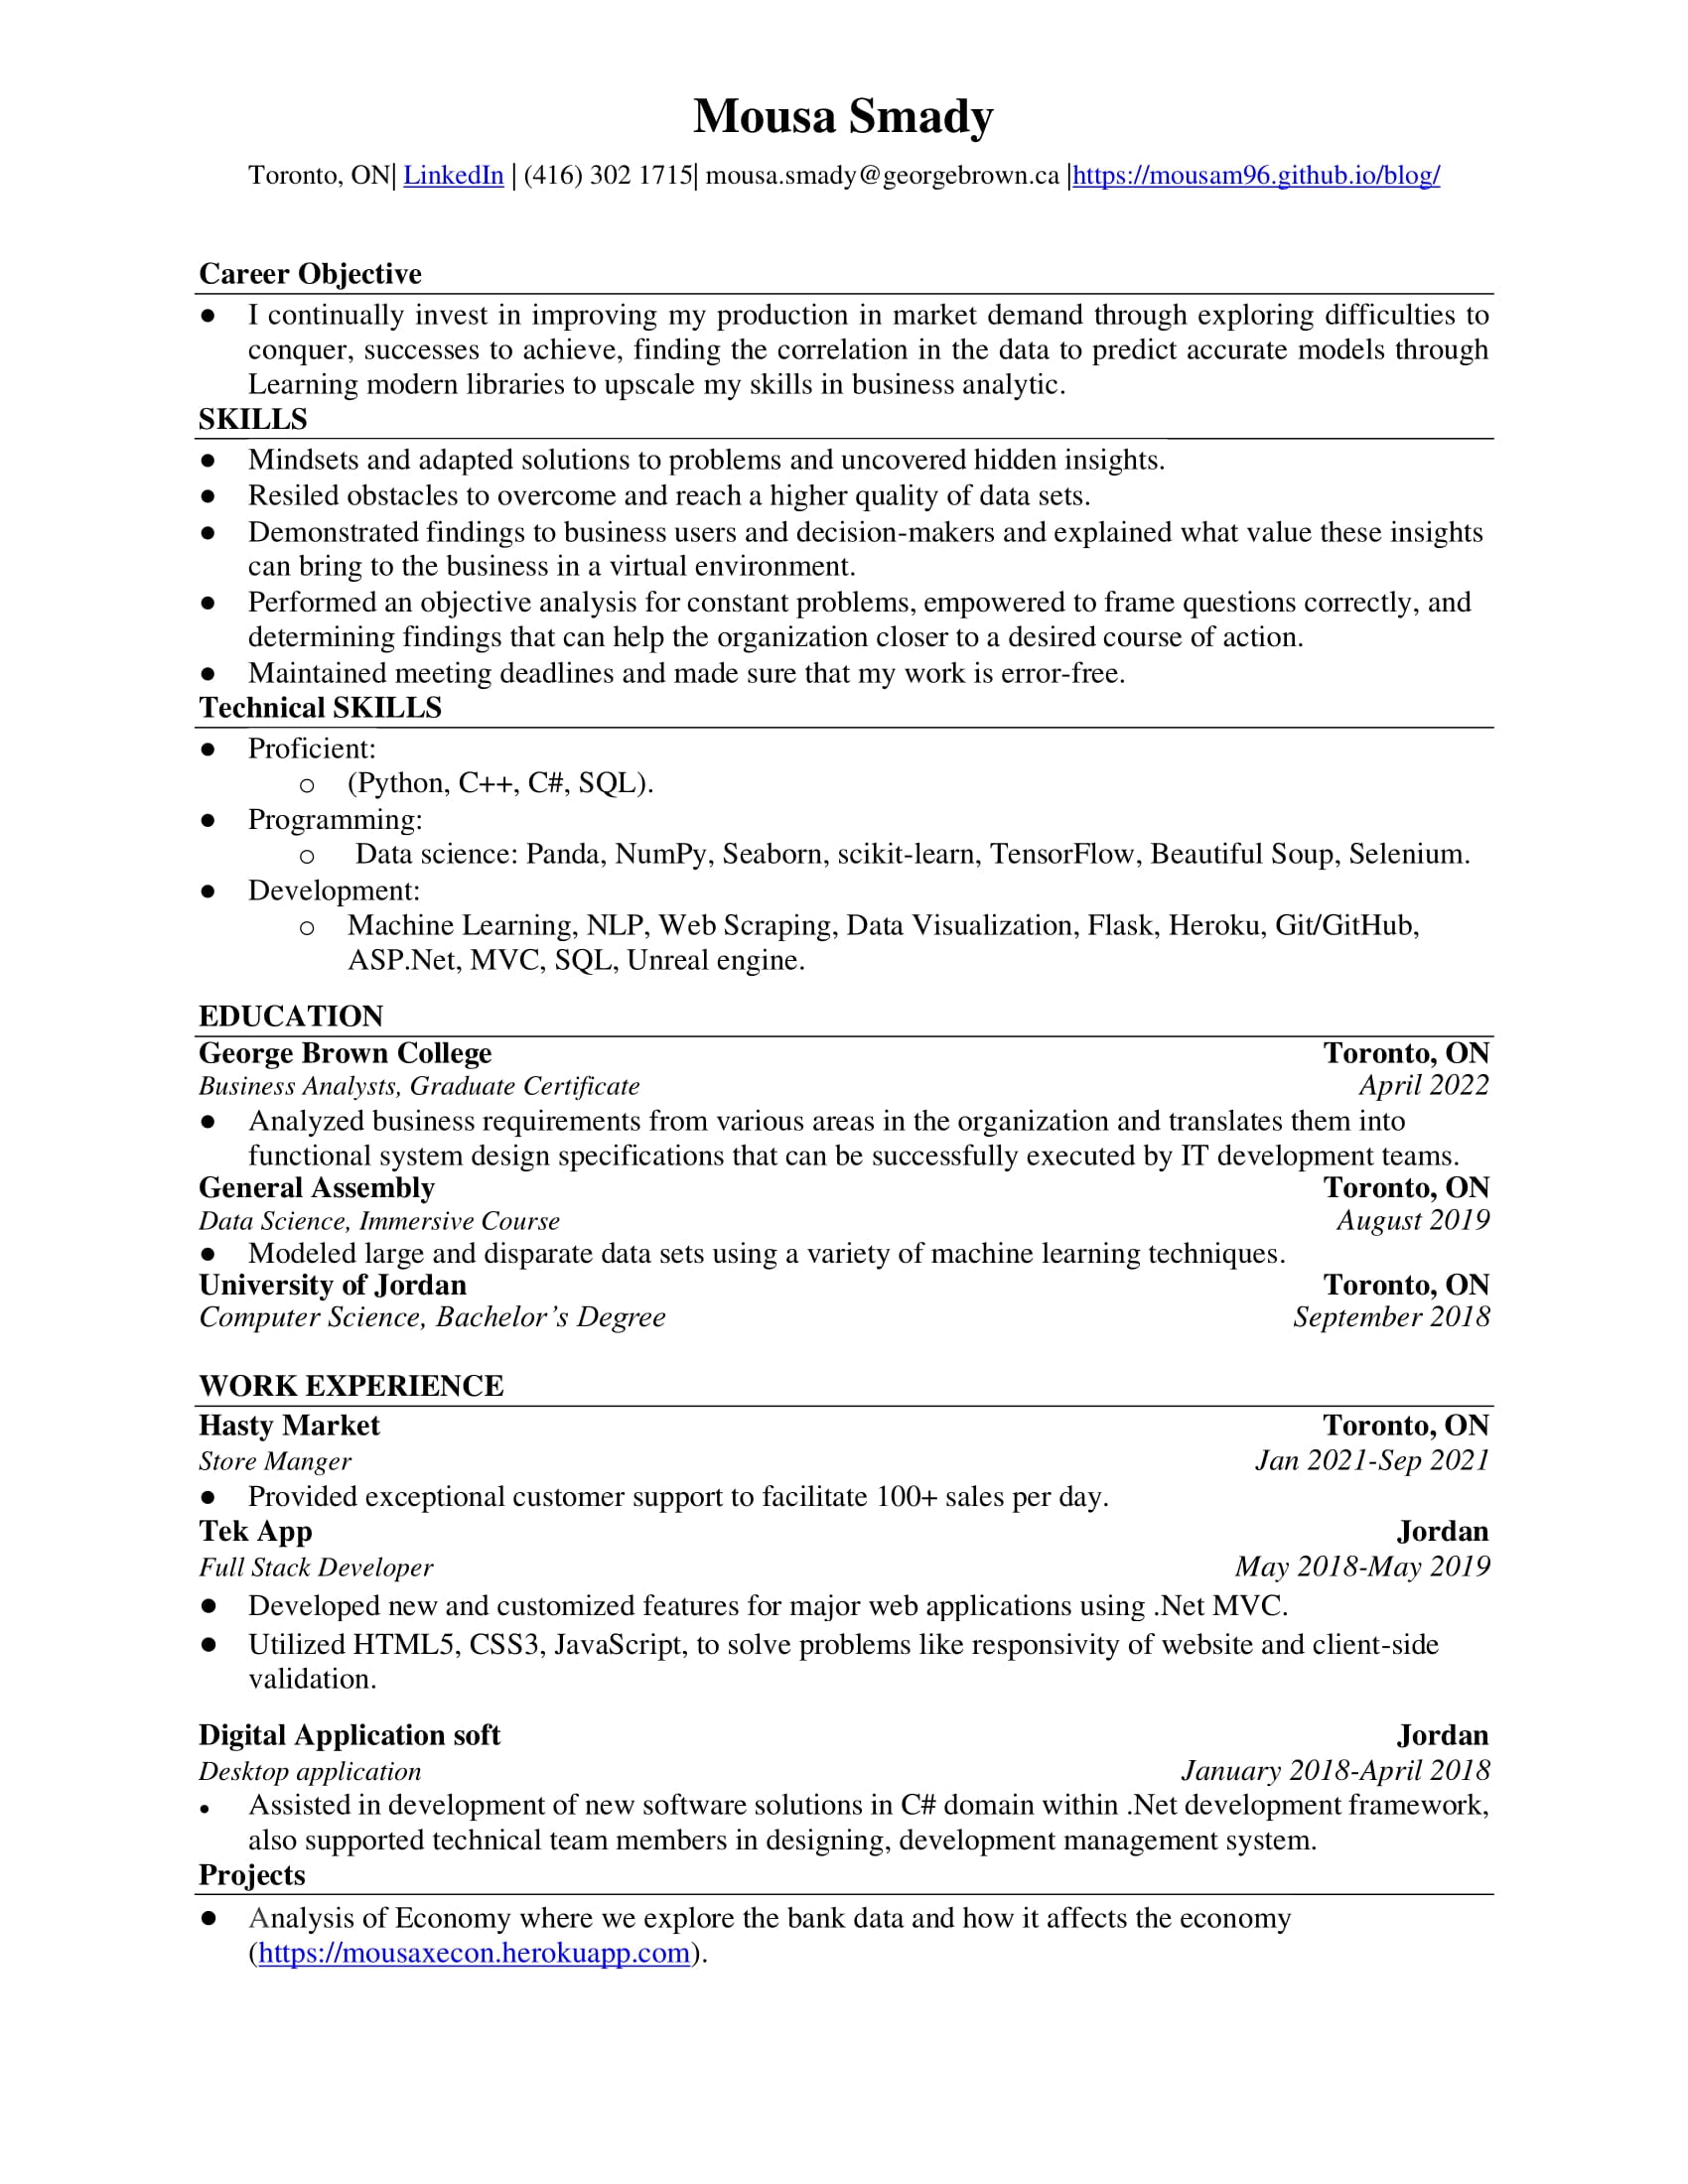 Mousa Smady
Toronto, ON| LinkedIn | (416) 302 1715| mousa.smady@georgebrown.ca |https://mousam96.github.io/blog/
Career Objective
● I continually invest in improving my production in market demand through exploring difficulties to
conquer, successes to achieve, finding the correlation in the data to predict accurate models through
Learning modern libraries to upscale my skills in business analytic.
SKILLS
● Mindsets and adapted solutions to problems and uncovered hidden insights.
● Resiled obstacles to overcome and reach a higher quality of data sets.
● Demonstrated findings to business users and decision-makers and explained what value these insights
can bring to the business in a virtual environment.
● Performed an objective analysis for constant problems, empowered to frame questions correctly, and
determining findings that can help the organization closer to a desired course of action.
● Maintained meeting deadlines and made sure that my work is error-free.
Technical SKILLS
● Proficient:
o (Python, C++, C#, SQL).
● Programming:
o Data science: Panda, NumPy, Seaborn, scikit-learn, TensorFlow, Beautiful Soup, Selenium.
● Development:
o Machine Learning, NLP, Web Scraping, Data Visualization, Flask, Heroku, Git/GitHub,
ASP.Net, MVC, SQL, Unreal engine.
EDUCATION
George Brown College Toronto, ON
Business Analysts, Graduate Certificate April 2022
● Analyzed business requirements from various areas in the organization and translates them into
functional system design specifications that can be successfully executed by IT development teams.
General Assembly Toronto, ON
Data Science, Immersive Course August 2019
● Modeled large and disparate data sets using a variety of machine learning techniques.
University of Jordan Toronto, ON
Computer Science, Bachelor’s Degree September 2018
WORK EXPERIENCE
Hasty Market Toronto, ON
Store Manger Jan 2021-Sep 2021
● Provided exceptional customer support to facilitate 100+ sales per day.
Tek App Jordan
Full Stack Developer May 2018-May 2019
● Developed new and customized features for major web applications using .Net MVC.
● Utilized HTML5, CSS3, JavaScript, to solve problems like responsivity of website and client-side
validation.
Digital Application soft Jordan
Desktop application January 2018-April 2018
● Assisted in development of new software solutions in C# domain within .Net development framework,
also supported technical team members in designing, development management system.
Projects
● Analysis of Economy where we explore the bank data and how it affects the economy
(https://mousaxecon.herokuapp.com).